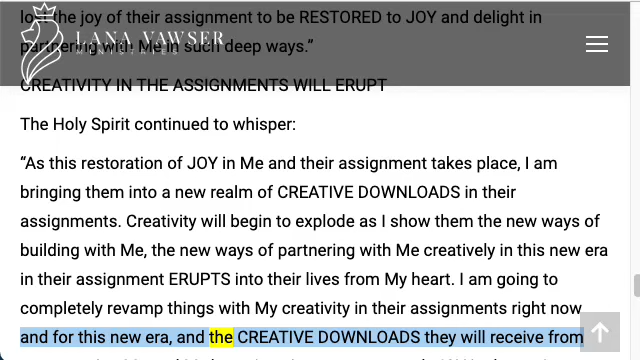 lost the joy of their assignment to be RESTORED to JOY and delight in
partnering with Me in such deep ways.”
LANA VAWSER
MINISTRIES
CREATIVITY IN THE ASSIGNMENTS WILL ERUPT
The Holy Spirit continued to whisper:
“As this restoration of JOY in Me and their assignment takes place, I am
bringing them into a new realm of CREATIVE DOWNLOADS in their
assignments. Creativity will begin to explode as I show them the new ways of
building with Me, the new ways of partnering with Me creatively in this new era
in their assignment ERUPTS into their lives from My heart. I am going to
completely revamp things with My creativity in their assignments right now
and for this new era, and the CREATIVE DOWNLOADS they will receive from